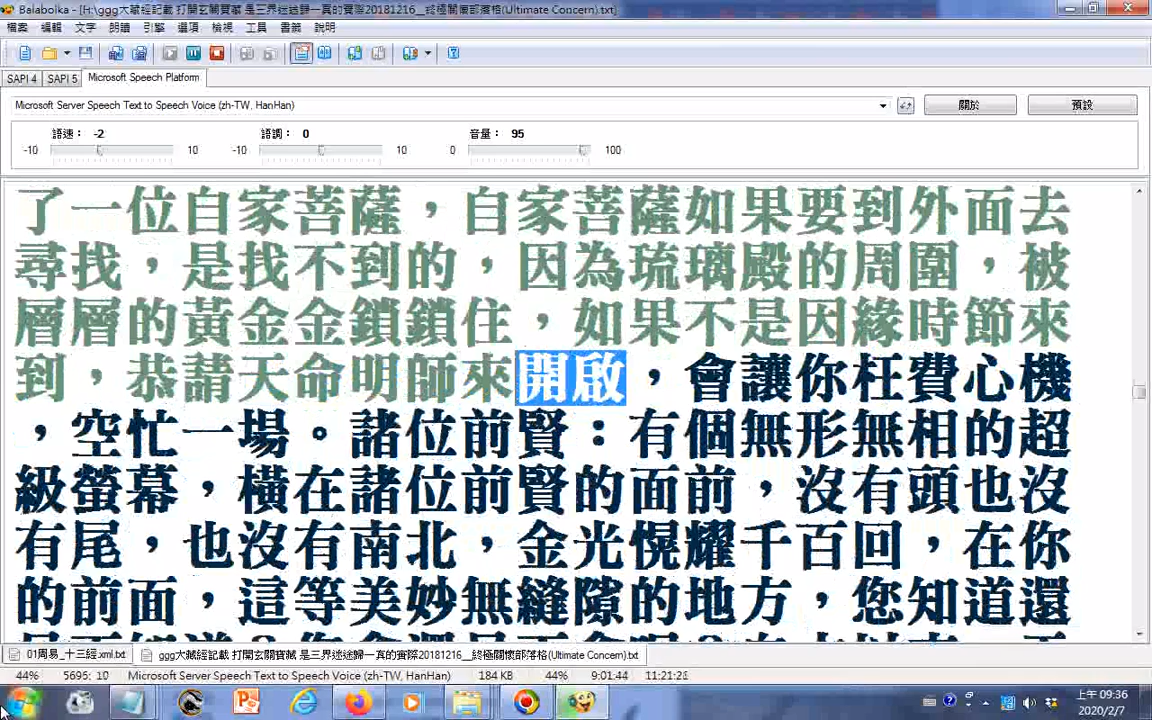 Balabolka - [H:\ggg大藏經記載 打開玄關寶藏 是三界迷途歸一真的實際20181216__終極關懷部落格(Ultimate Concern).txt]
檔案 編輯 文字 朗讀 引擎 選項 檢視 工具 書籤 說明
SAPI 4 SAPI 5 Microsoft Speech Platform
Microsoft Server Speech Text to Speech Voice (zh-TW, HanHan) 關於 預設
語速： -2 語調： 0 音量： 95
-10 10 -10 10 0 100
了一位自家菩薩，自家菩薩如果要到外面去
尋找，是找不到的，因為琉璃殿的周圍，被
層層的黃金金鎖鎖住，如果不是因緣時節來
到，恭請天命明師來開啟，會讓你枉費心機
，空忙一場。諸位前賢：有個無形無相的超
級螢幕，橫在諸位前賢的面前，沒有頭也沒
有尾，也沒有南北，金光愰耀千百回，在你
的前面，這等美妙無縫隙的地方，您知道還
01周易_十三經.xml.txt ggg大藏經記載 打開玄關寶藏 是三界迷途歸一真的實際20181216__終極關懷部落格(Ultimate Concern).txt
44% 5695: 10 Microsoft Server Speech Text to Speech Voice (zh-TW, HanHan) 184 KB 44% 9:01:44 11:21:28
上午 09:36
2020/2/7